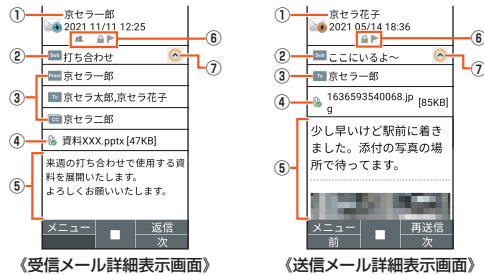 ① 京セラ一郎
2021 11/11 12:25
⑥
② Sub 打ち合わせ
⑦
③ From 京セラ一郎
To 京セラ太郎,京セラ花子
CC 京セラ二郎
④ 資料XXX.pptx [47KB]
⑤ 来週の打ち合わせで使用する資
料を展開いたします。
よろしくお願いいたします。
メニュー 返信
次
《受信メール詳細表示画面》
① 京セラ花子
2021 05/14 18:36
⑥
② Sub ここにいるよ～
⑦
③ To 京セラ一郎
④ 1636593540068.jp
g [85KB]
⑤ 少し早いけど駅前に着き
ました。添付の写真の場
所で待ってます。
メニュー 再送信
前 次
《送信メール詳細表示画面》